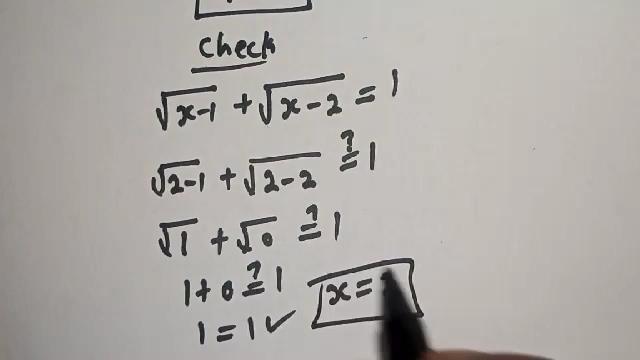 Check
√x-1 + √x-2 = 1
√2-1 + √2-2 ≟ 1
√1 + √0 ≟ 1
1+0 ≟ 1
x =
1 = 1 ✓